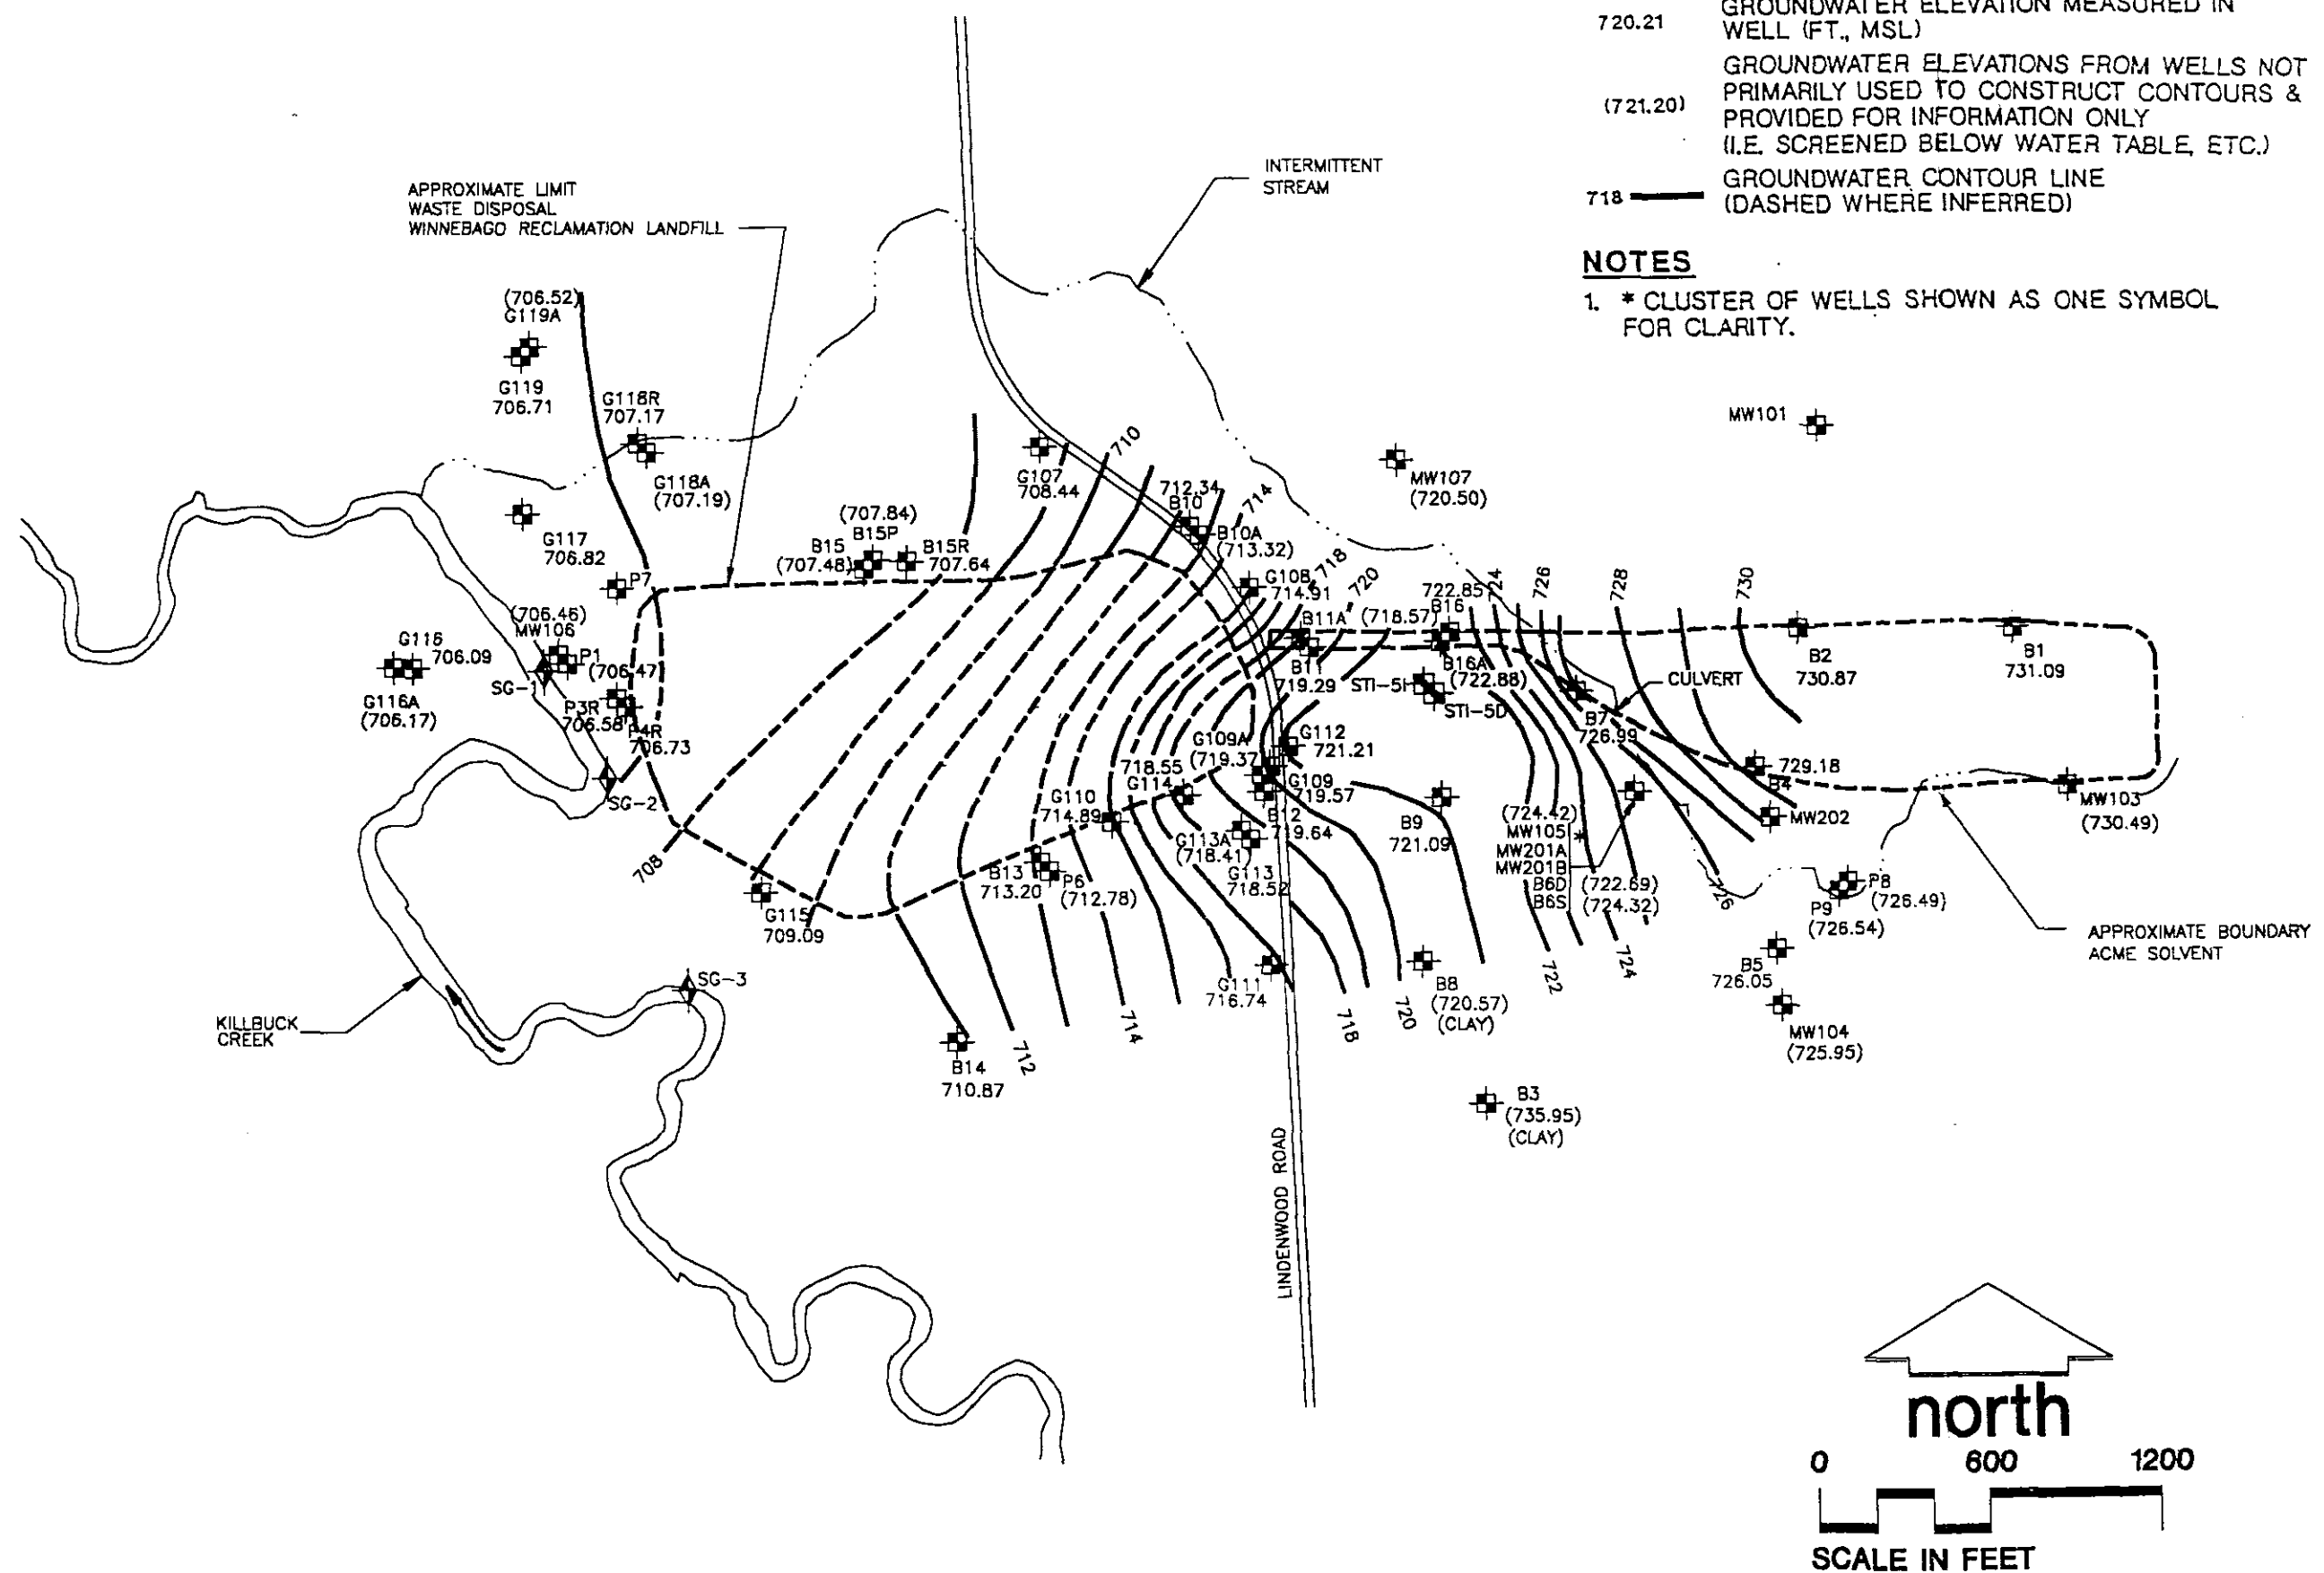 GROUNDWATER ELEVATION MEASURED IN
720.21
WELL (FT., MSL)
GROUNDWATER ELEVATIONS FROM WELLS NOT
PRIMARILY USED TO CONSTRUCT CONTOURS &
(721.20)
PROVIDED FOR INFORMATION ONLY
(I.E. SCREENED BELOW WATER TABLE, ETC.)
718
GROUNDWATER CONTOUR LINE
(DASHED WHERE INFERRED)
NOTES
1. * CLUSTER OF WELLS SHOWN AS ONE SYMBOL
FOR CLARITY.
INTERMITTENT
STREAM
APPROXIMATE LIMIT
WASTE DISPOSAL
WINNEBAGO RECLAMATION LANDFILL
(706.52)
G119A
G119
706.71
G118R
707.17
G118A
(707.19)
G117
706.82
P7
(706.46)
MW106
G116
706.09
P1
(706.47)
SG-1
G116A
(706.17)
P3R
706.58
P4R
706.73
SG-2
708
SG-3
KILLBUCK
CREEK
(707.84)
B15P
B15
(707.48)
B15R
707.64
G107
708.44
710
712.34
B10
714
B10A
(713.32)
G108
714.91
718
720
B11A
(718.57)
B11
719.29
MW107
(720.50)
MW101
722.85
B16
724
726
728
730
B16A
(722.88)
STI-5I
STI-5D
CULVERT
B7
726.99
B2
730.87
B1
731.09
729.18
B4
MW202
MW103
(730.49)
G112
721.21
G109A
(719.37)
G109
719.57
718.55
G114
G110
714.89
B12
719.64
G113A
(718.41)
G113
718.52
B13
713.20
P6
(712.78)
G115
709.09
B14
710.87
712
714
G111
716.74
718
720
B9
721.09
B8
(720.57)
(CLAY)
(724.42)
MW105
*
MW201A
MW201B
B6D
(722.69)
B6S
(724.32)
722
724
726
P8
(726.49)
P9
(726.54)
B5
726.05
MW104
(725.95)
B3
(735.95)
(CLAY)
APPROXIMATE BOUNDARY
ACME SOLVENT
LINDENWOOD ROAD
north
0 600 1200
SCALE IN FEET